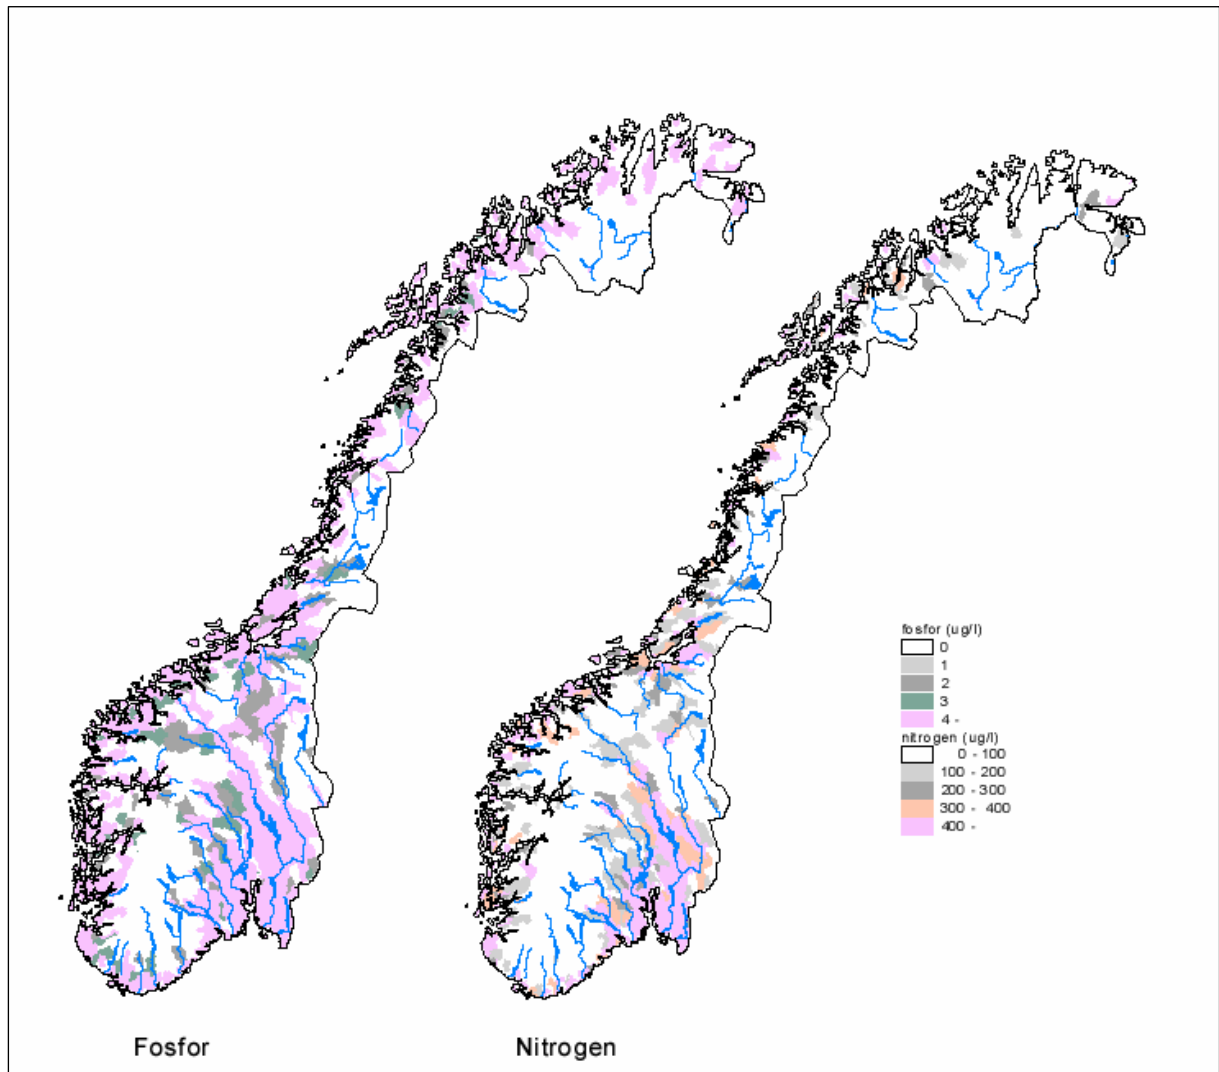 fosfor (ug/l)
0
1
2
3
4 -
nitrogen (ug/l)
0 - 100
100 - 200
200 - 300
300 - 400
400 -
Fosfor
Nitrogen